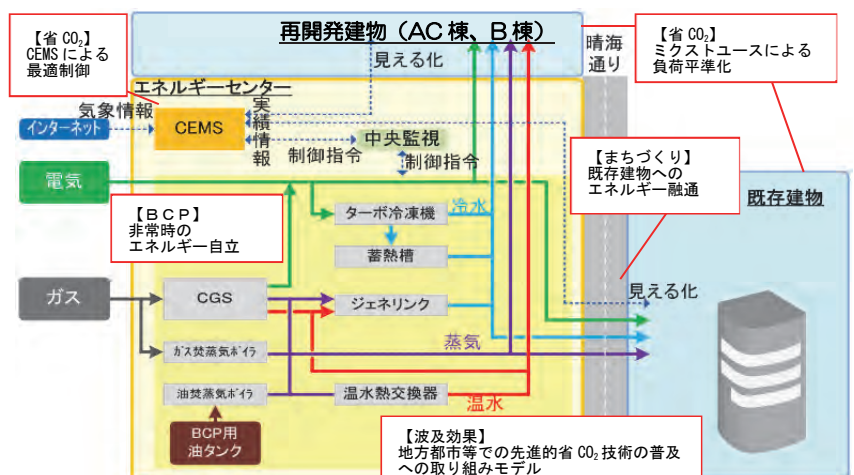 【省CO₂】
CEMSによる
最適制御
再開発建物（AC棟、B棟）
見える化
晴海
通り
【省CO₂】
ミクストユースによる
負荷平準化
エネルギーセンター
気象情報
インターネット
CEMS
実績情報
中央監視
制御指令
制御指令
電気
【BCP】
非常時の
エネルギー自立
ターボ冷凍機
冷水
蓄熱槽
【まちづくり】
既存建物への
エネルギー融通
既存建物
ガス
CGS
ジェネリンク
見える化
ガス焚蒸気ボイラ
蒸気
油焚蒸気ボイラ
温水熱交換器
温水
BCP用
油タンク
【波及効果】
地方都市等での先進的省CO₂技術の普及
への取り組みモデル